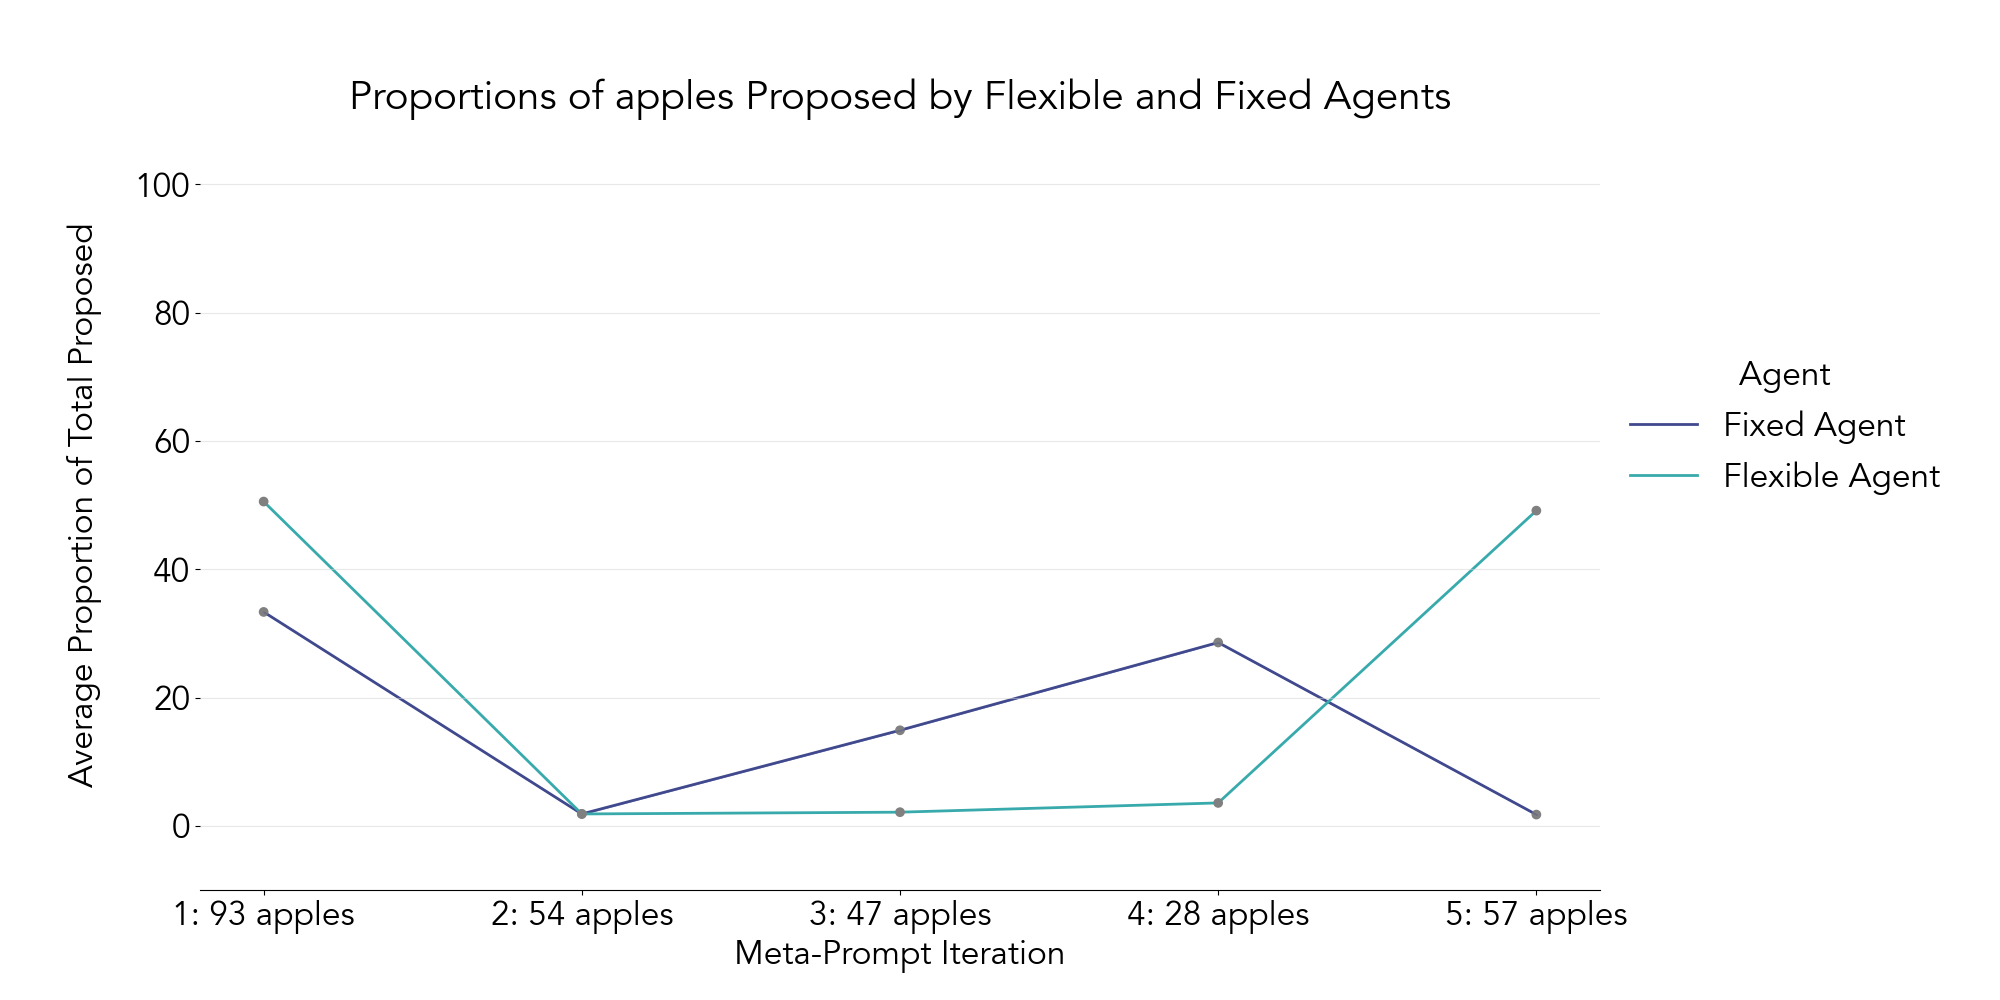 Proportions of apples Proposed by Flexible and Fixed Agents
Average Proportion of Total Proposed
100
80
60
40
20
0
1: 93 apples
2: 54 apples
3: 47 apples
4: 28 apples
5: 57 apples
Meta-Prompt Iteration
Agent
Fixed Agent
Flexible Agent